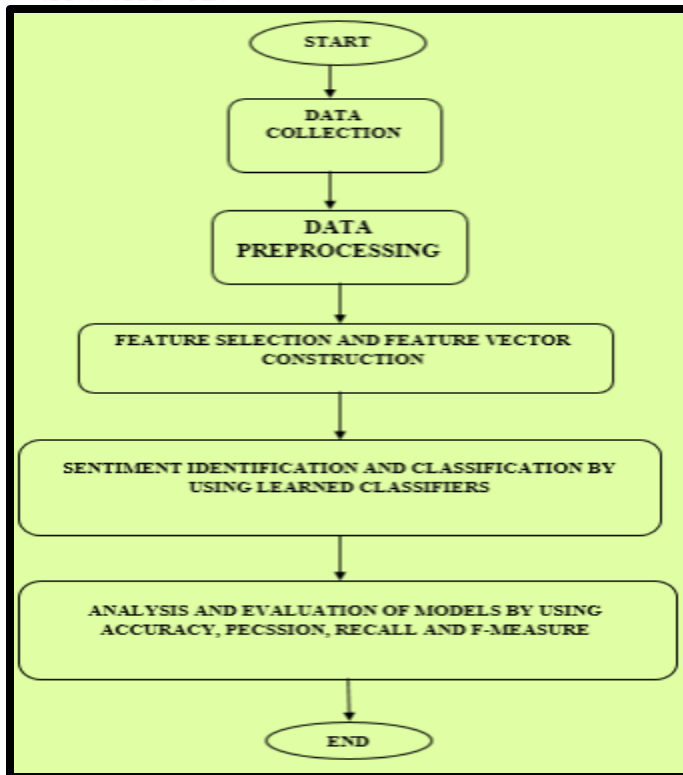 START
DATA
COLLECTION
DATA
PREPROCESSING
FEATURE SELECTION AND FEATURE VECTOR
CONSTRUCTION
SENTIMENT IDENTIFICATION AND CLASSIFICATION BY
USING LEARNED CLASSIFIERS
ANALYSIS AND EVALUATION OF MODELS BY USING
ACCURACY, PECSSION, RECALL AND F-MEASURE
END